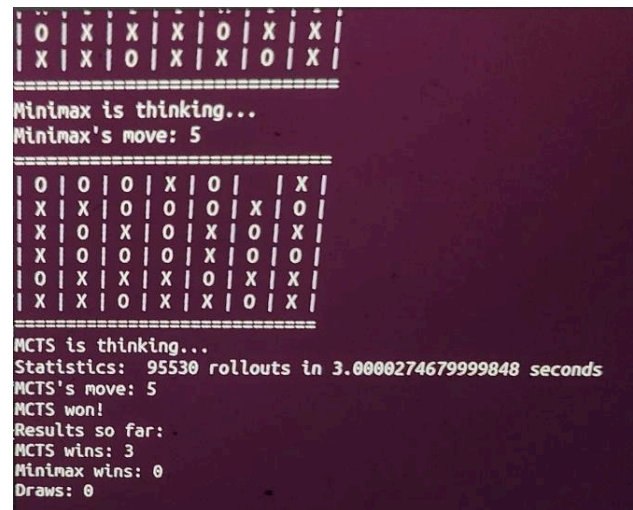 | O | X | X | X | O | X | X |
| X | X | O | X | X | O | X |
=============================
Minimax is thinking...
Minimax's move: 5
=============================
| O | O | O | X | O |   | X |
| X | X | O | O | O | X | O |
| X | O | X | O | X | O | X |
| X | O | O | O | X | O | O |
| O | X | X | X | O | X | X |
| X | X | O | X | X | O | X |
=============================
MCTS is thinking...
Statistics:  95530 rollouts in 3.0000274679999848 seconds
MCTS's move: 5
MCTS won!
Results so far:
MCTS wins: 3
Minimax wins: 0
Draws: 0